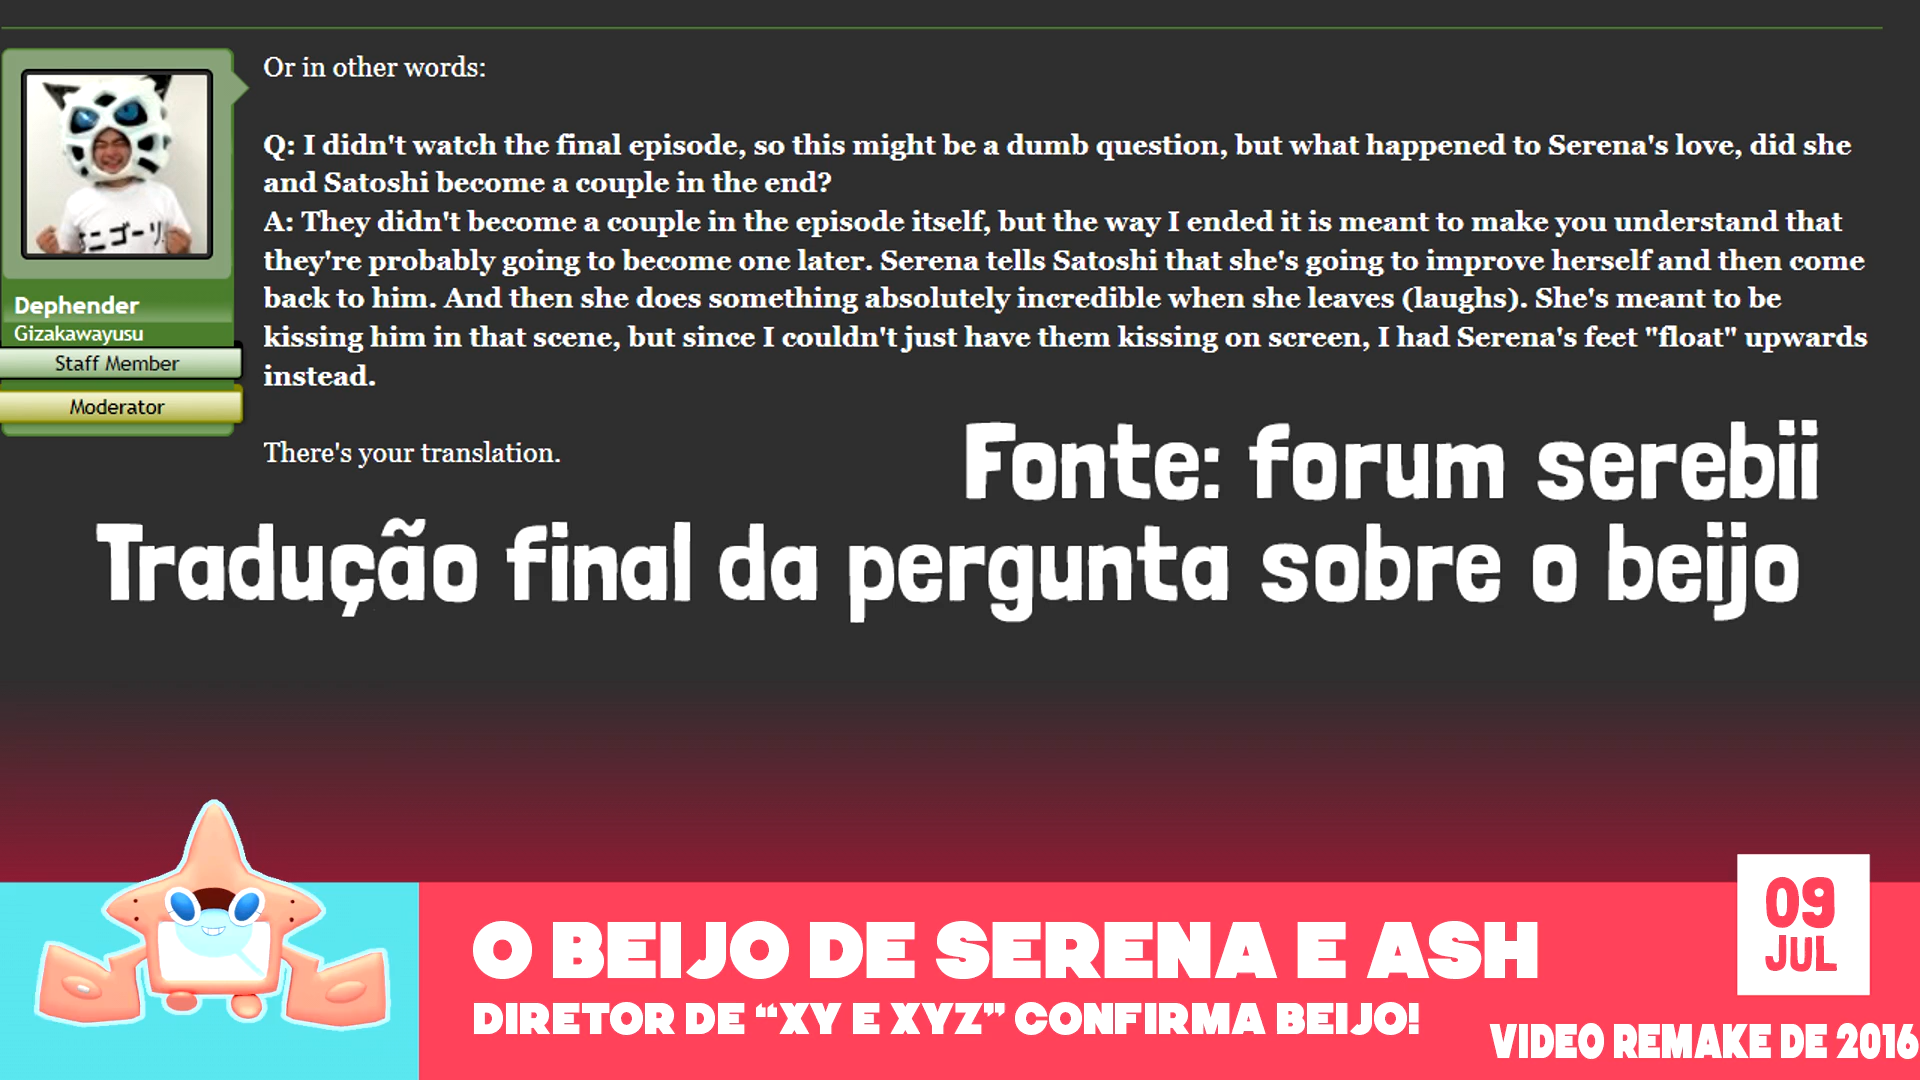 Or in other words:
Q: I didn't watch the final episode, so this might be a dumb question, but what happened to Serena's love, did she
and Satoshi become a couple in the end?
A: They didn't become a couple in the episode itself, but the way I ended it is meant to make you understand that
they're probably going to become one later. Serena tells Satoshi that she's going to improve herself and then come
back to him. And then she does something absolutely incredible when she leaves (laughs). She's meant to be
kissing him in that scene, but since I couldn't just have them kissing on screen, I had Serena's feet "float" upwards
instead.
There's your translation.
Dephender
Gizakawayusu
Staff Member
Moderator
Fonte: forum serebii
Tradução final da pergunta sobre o beijo
O BEIJO DE SERENA E ASH
DIRETOR DE “XY E XYZ” CONFIRMA BEIJO!
09
JUL
VIDEO REMAKE DE 2016